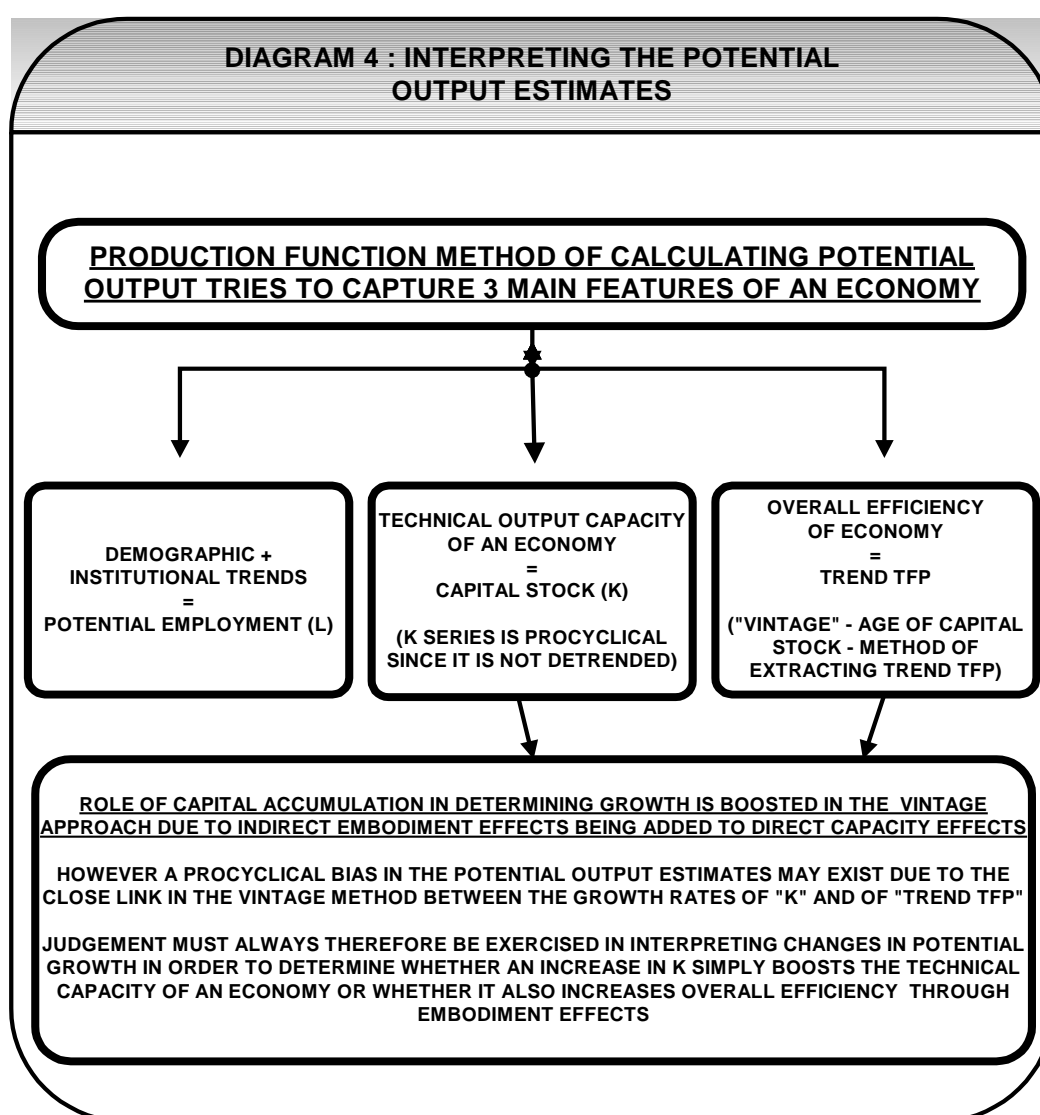 DIAGRAM 4 : INTERPRETING THE POTENTIAL
OUTPUT ESTIMATES
PRODUCTION FUNCTION METHOD OF CALCULATING POTENTIAL
OUTPUT TRIES TO CAPTURE 3 MAIN FEATURES OF AN ECONOMY
DEMOGRAPHIC +
INSTITUTIONAL TRENDS
=
POTENTIAL EMPLOYMENT (L)
TECHNICAL OUTPUT CAPACITY
OF AN ECONOMY
=
CAPITAL STOCK (K)
(K SERIES IS PROCYCLICAL
SINCE IT IS NOT DETRENDED)
OVERALL EFFICIENCY
OF ECONOMY
=
TREND TFP
("VINTAGE" - AGE OF CAPITAL
STOCK - METHOD OF
EXTRACTING TREND TFP)
ROLE OF CAPITAL ACCUMULATION IN DETERMINING GROWTH IS BOOSTED IN THE VINTAGE
APPROACH DUE TO INDIRECT EMBODIMENT EFFECTS BEING ADDED TO DIRECT CAPACITY EFFECTS
HOWEVER A PROCYCLICAL BIAS IN THE POTENTIAL OUTPUT ESTIMATES MAY EXIST DUE TO THE
CLOSE LINK IN THE VINTAGE METHOD BETWEEN THE GROWTH RATES OF "K" AND OF "TREND TFP"
JUDGEMENT MUST ALWAYS THEREFORE BE EXERCISED IN INTERPRETING CHANGES IN POTENTIAL
GROWTH IN ORDER TO DETERMINE WHETHER AN INCREASE IN K SIMPLY BOOSTS THE TECHNICAL
CAPACITY OF AN ECONOMY OR WHETHER IT ALSO INCREASES OVERALL EFFICIENCY THROUGH
EMBODIMENT EFFECTS